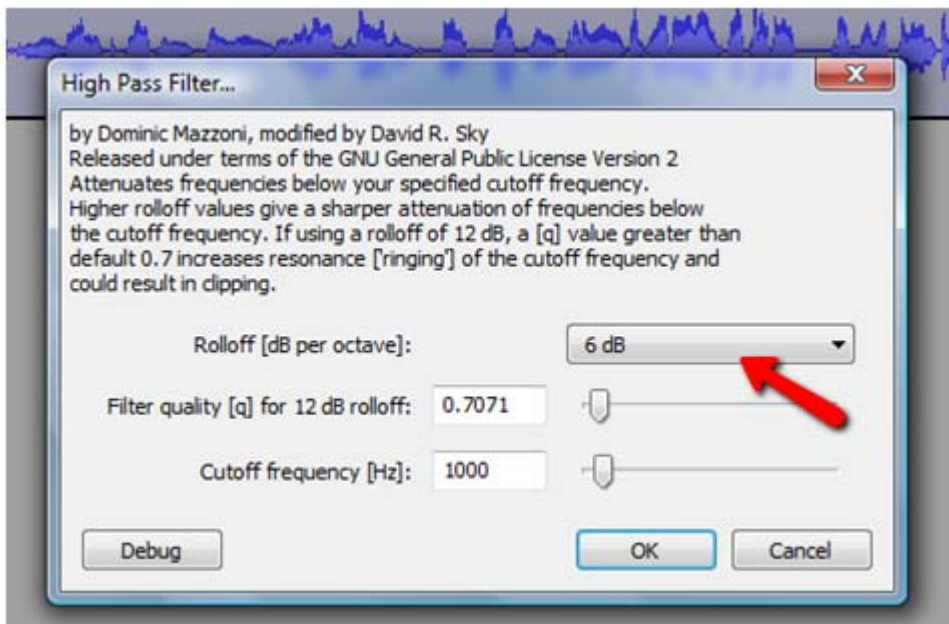 High Pass Filter...
by Dominic Mazzoni, modified by David R. Sky
Released under terms of the GNU General Public License Version 2
Attenuates frequencies below your specified cutoff frequency.
Higher rolloff values give a sharper attenuation of frequencies below
the cutoff frequency. If using a rolloff of 12 dB, a [q] value greater than
default 0.7 increases resonance ['ringing'] of the cutoff frequency and
could result in clipping.
Rolloff [dB per octave]: 6 dB
Filter quality [q] for 12 dB rolloff: 0.7071
Cutoff frequency [Hz]: 1000
Debug OK Cancel